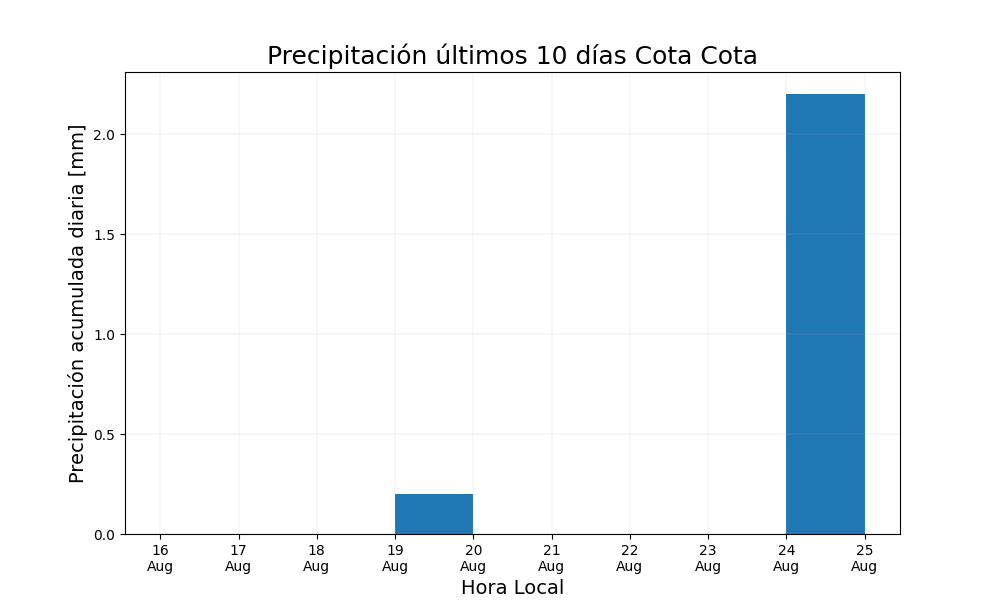 Precipitación últimos 10 días Cota Cota
Precipitación acumulada diaria [mm]
2.0
1.5
1.0
0.5
0.0
16 17 18 19 20 21 22 23 24 25
Aug Aug Aug Aug Aug Aug Aug Aug Aug Aug
Hora Local